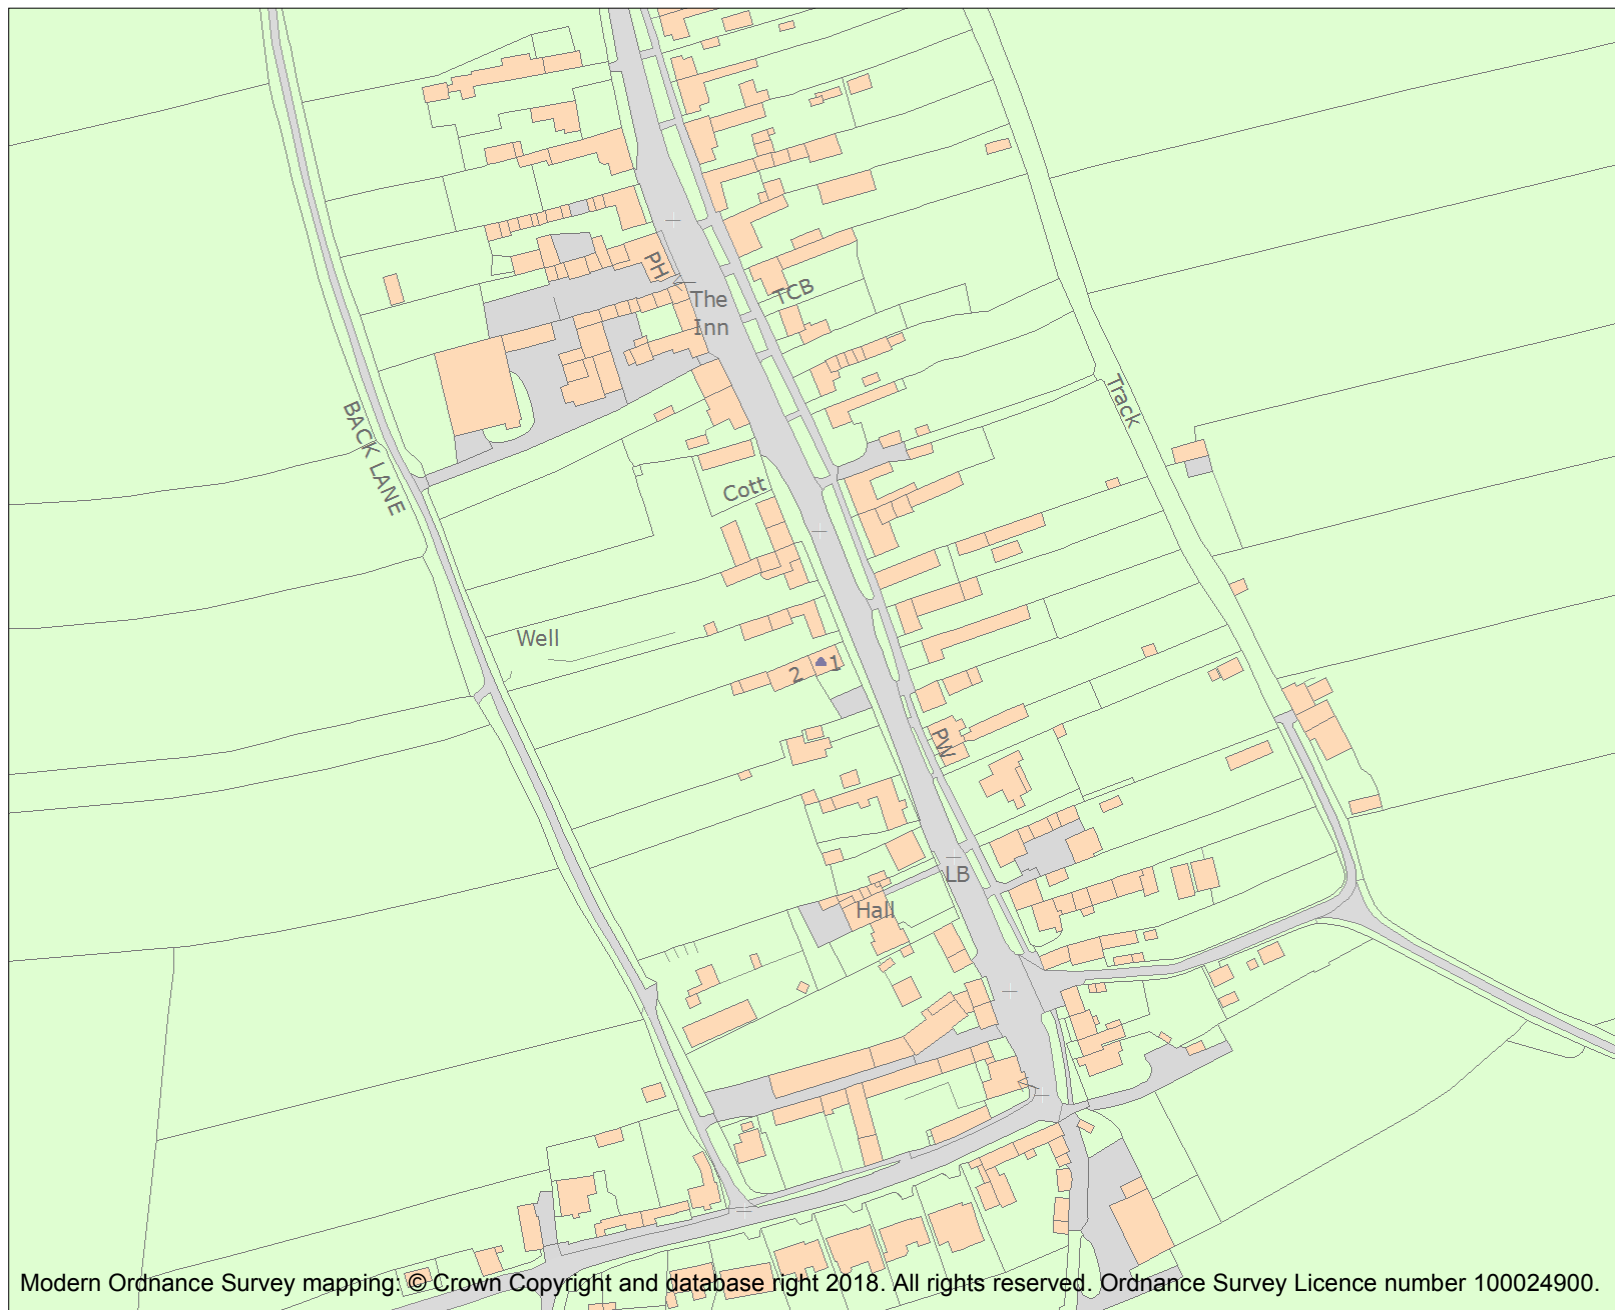 PH
TCB
The
Inn
Track
BACK LANE
Cott
Well
2 1
PW
LB
Hall
Modern Ordnance Survey mapping: © Crown Copyright and database right 2018. All rights reserved. Ordnance Survey Licence number 100024900.